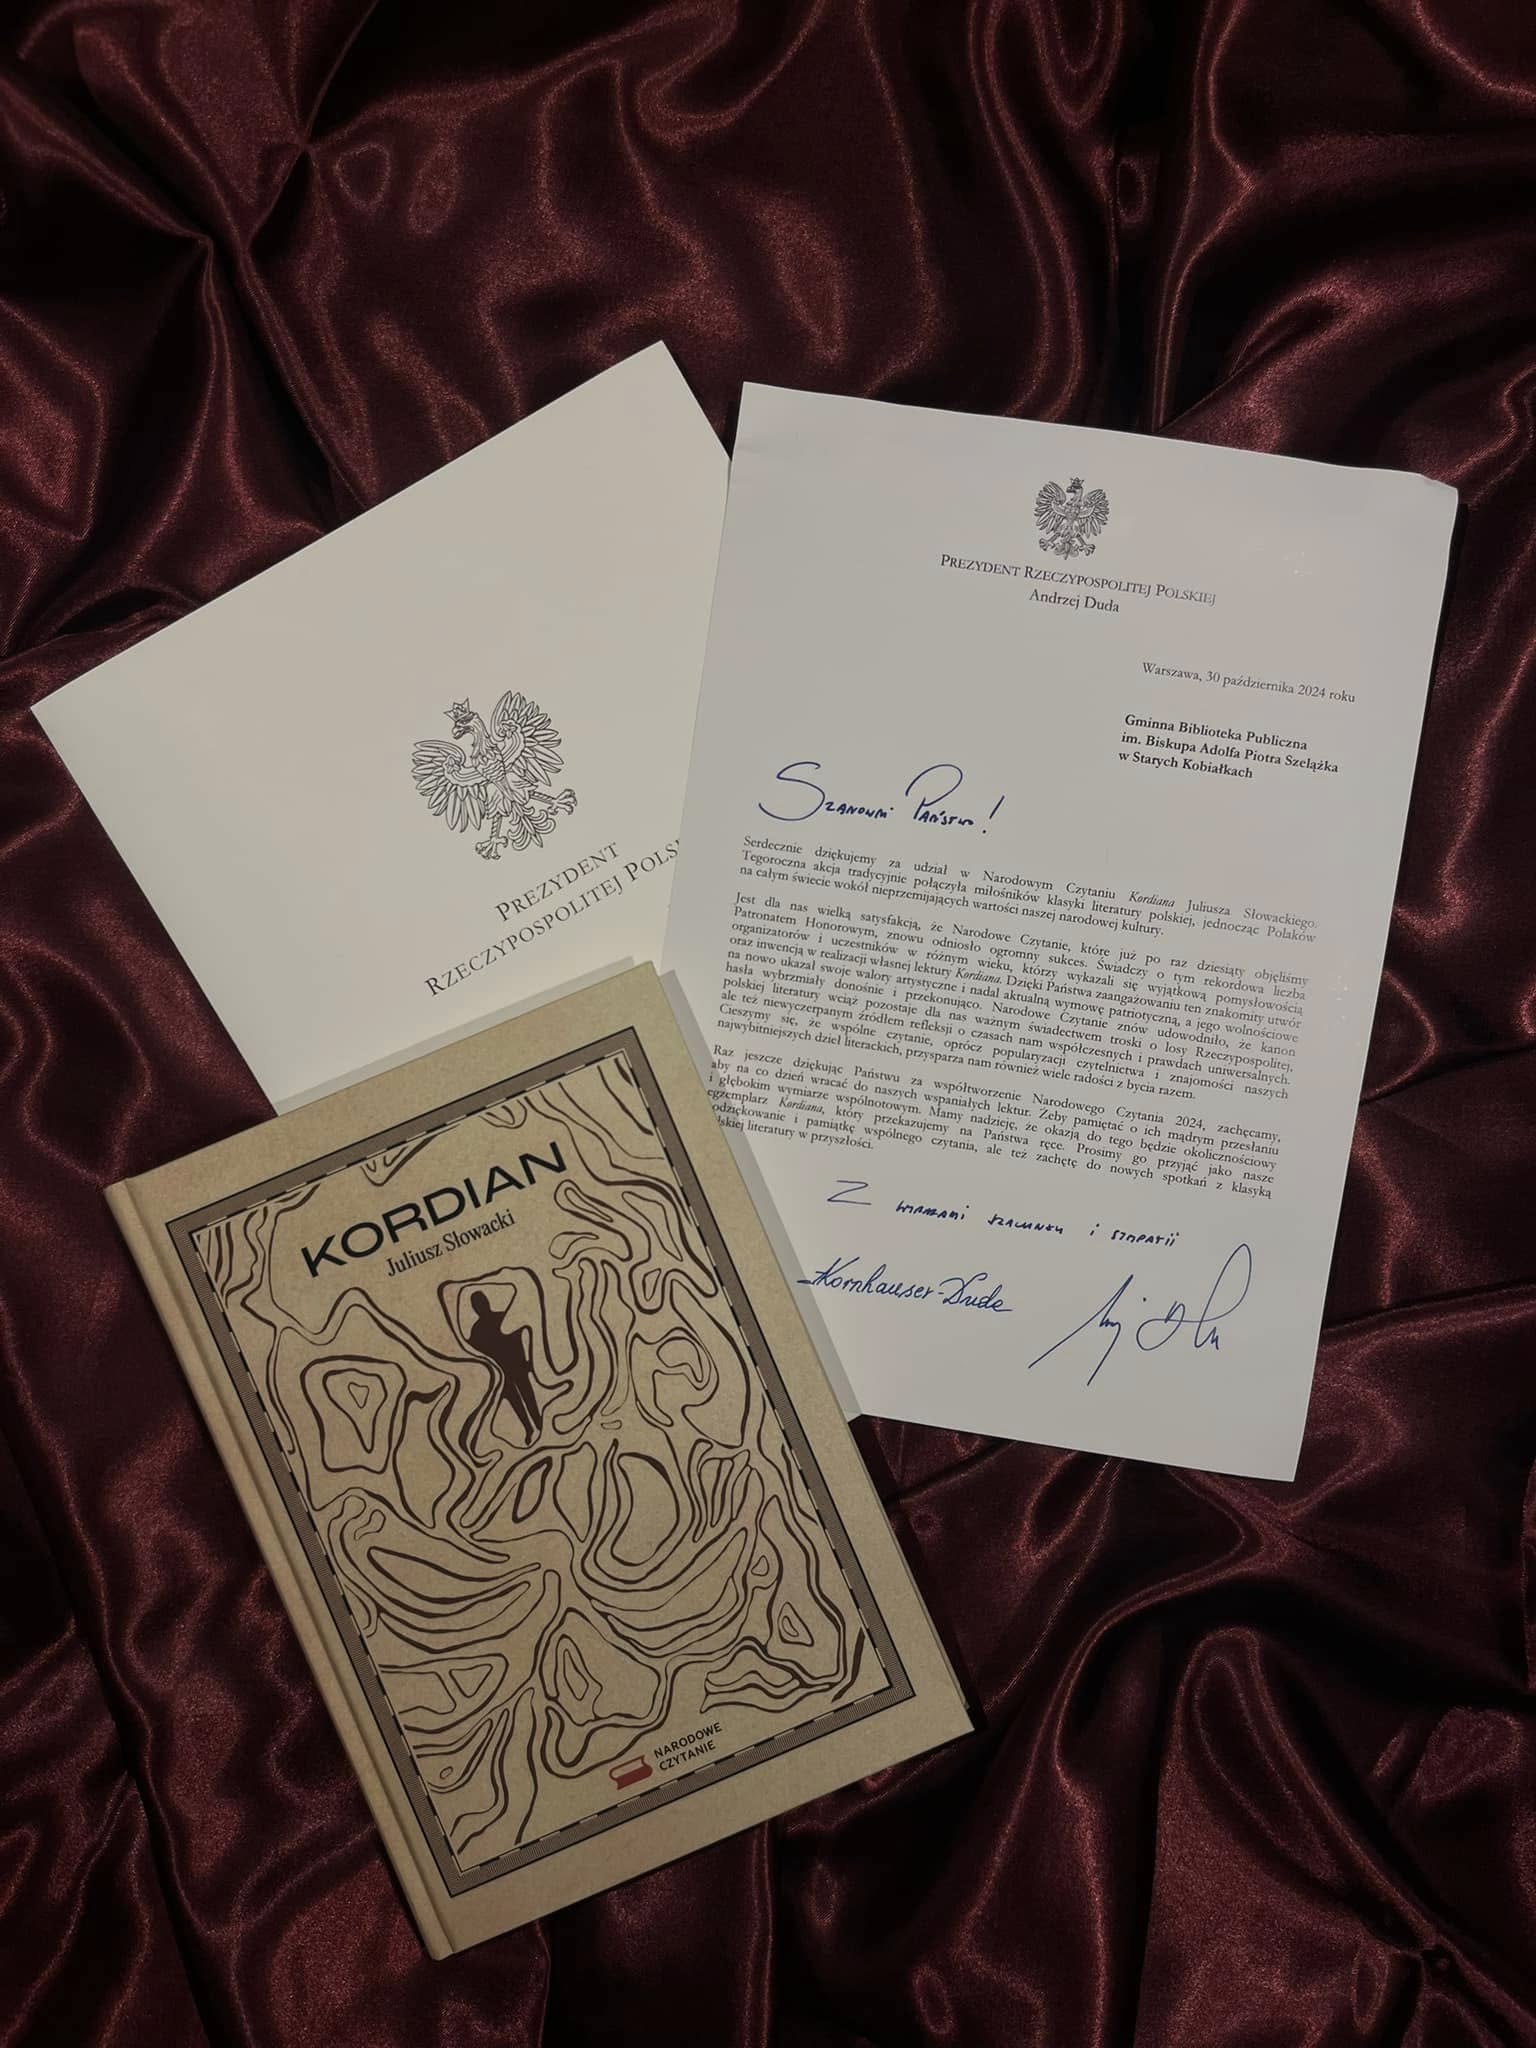 PREZYDENT
RZECZYPOSPOLITEJ POLS
PREZYDENT RZECZYPOSPOLITEJ POLSKIEJ
Andrzej Duda
Warszawa, 30 października 2024 roku
Gminna Biblioteka Publiczna
im. Biskupa Adolfa Piotra Szelążka
w Starych Kobiałkach
Szanowni Państwo!
Serdecznie dziękujemy za udział w Narodowym Czytaniu Kordiana Juliusza Słowackiego.
Tegoroczna akcja tradycyjnie połączyła miłośników klasyki literatury polskiej, jednocząc Polaków
na całym świecie wokół nieprzemijających wartości naszej narodowej kultury.
Jest dla nas wielką satysfakcją, że Narodowe Czytanie, które już po raz dziesiąty objęliśmy
Patronatem Honorowym, znowu odniosło ogromny sukces. Świadczy o tym rekordowa liczba
organizatorów i uczestników w różnym wieku, którzy wykazali się wyjątkową pomysłowością
oraz inwencją w realizacji własnej lektury Kordiana. Dzięki Państwa zaangażowaniu ten znakomity utwór
na nowo ukazał swoje walory artystyczne i nadal aktualną wymowę patriotyczną, a jego wolnościowe
hasła wybrzmiały donośnie i przekonująco. Narodowe Czytanie znów udowodniło, że kanon
polskiej literatury wciąż pozostaje dla nas ważnym świadectwem troski o losy Rzeczypospolitej,
ale też niewyczerpanym źródłem refleksji o czasach nam współczesnych i prawdach uniwersalnych.
Cieszymy się, że wspólne czytanie, oprócz popularyzacji czytelnictwa i znajomości naszych
najwybitniejszych dzieł literackich, przysparza nam również wiele radości z bycia razem.
Raz jeszcze dziękując Państwu za współtworzenie Narodowego Czytania 2024, zachęcamy,
aby na co dzień wracać do naszych wspaniałych lektur. Żeby pamiętać o ich mądrym przesłaniu
i głębokim wymiarze wspólnotowym. Mamy nadzieję, że okazją do tego będzie okolicznościowy
egzemplarz Kordiana, który przekazujemy na Państwa ręce. Prosimy go przyjąć jako nasze
odziękowanie i pamiątkę wspólnego czytania, ale też zachętę do nowych spotkań z klasyką
lskiej literatury w przyszłości.
Z wyrazami szacunku i sympatii
Kornhauser-Duda
KORDIAN
Juliusz Słowacki
NARODOWE
CZYTANIE